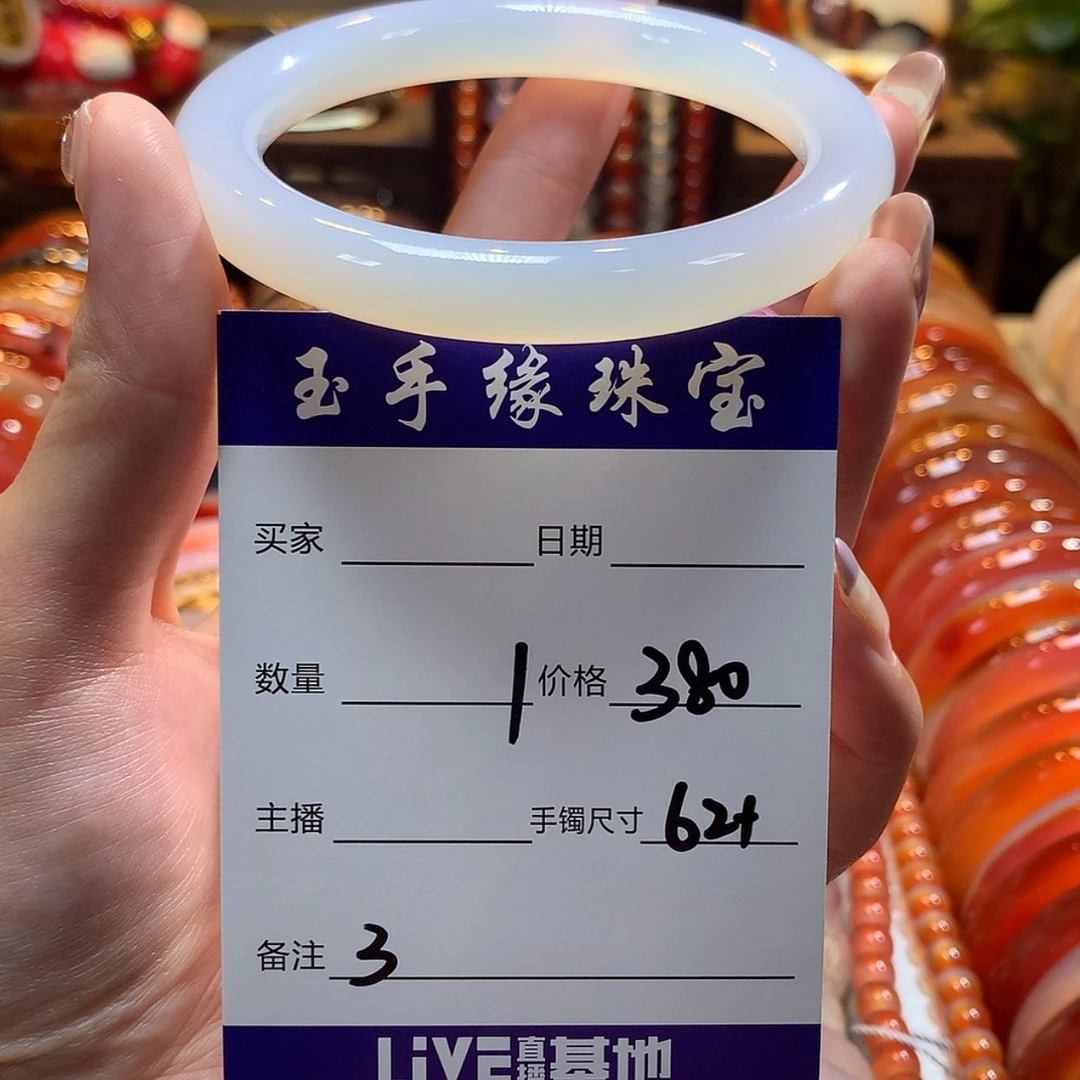 玉手缘珠宝
买家 日期
数量 1 价格 380
主播 手镯尺寸 62+
备注 3
LiVE直播基地